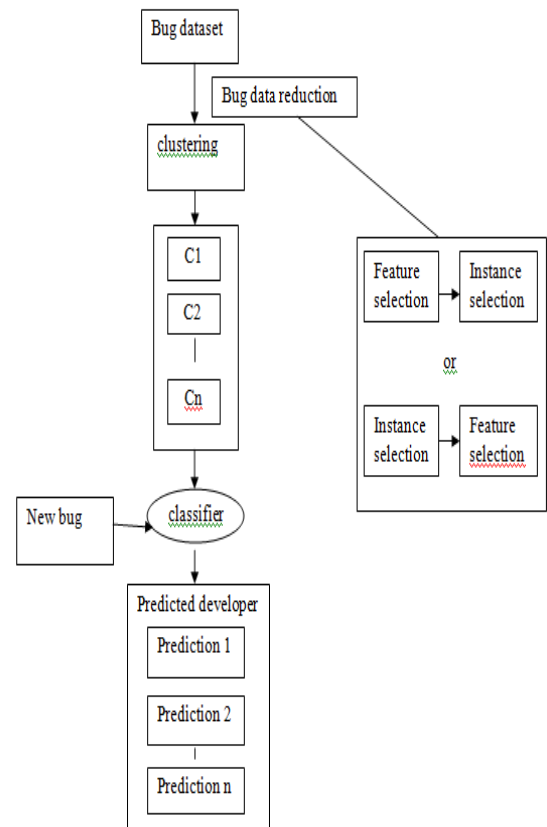 Bug dataset
Bug data reduction
clustering
C1
C2
Cn
Feature
selection
Instance
selection
or
Instance
selection
Feature
selection
New bug
classifier
Predicted developer
Prediction 1
Prediction 2
Prediction n